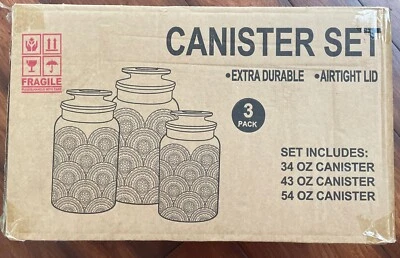 CANISTER SET
•EXTRA DURABLE •AIRTIGHT LID
FRAGILE
3
PACK
SET INCLUDES:
34 OZ CANISTER
43 OZ CANISTER
54 OZ CANISTER